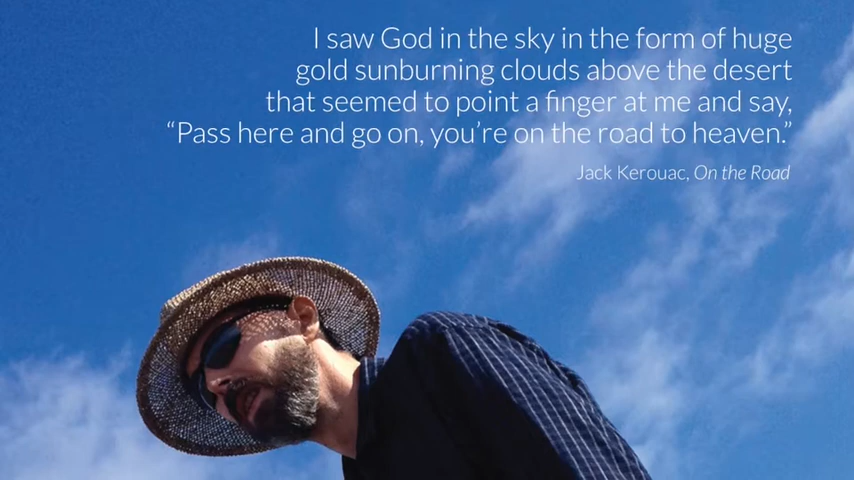 I saw God in the sky in the form of huge
gold sunburning clouds above the desert
that seemed to point a finger at me and say,
“Pass here and go on, you’re on the road to heaven.”
Jack Kerouac, On the Road